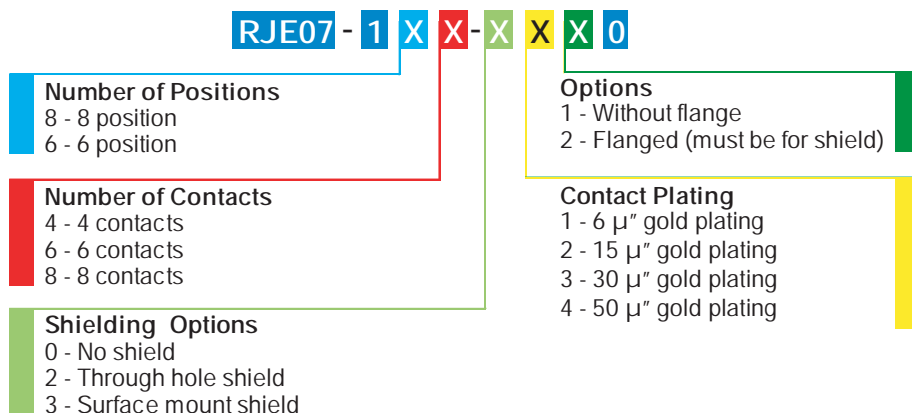 RJE07 - 1 X X - X X X 0
Number of Positions
8 - 8 position
6 - 6 position
Number of Contacts
4 - 4 contacts
6 - 6 contacts
8 - 8 contacts
Shielding Options
0 - No shield
2 - Through hole shield
3 - Surface mount shield
Options
1 - Without flange
2 - Flanged (must be for shield)
Contact Plating
1 - 6 µ" gold plating
2 - 15 µ" gold plating
3 - 30 µ" gold plating
4 - 50 µ" gold plating